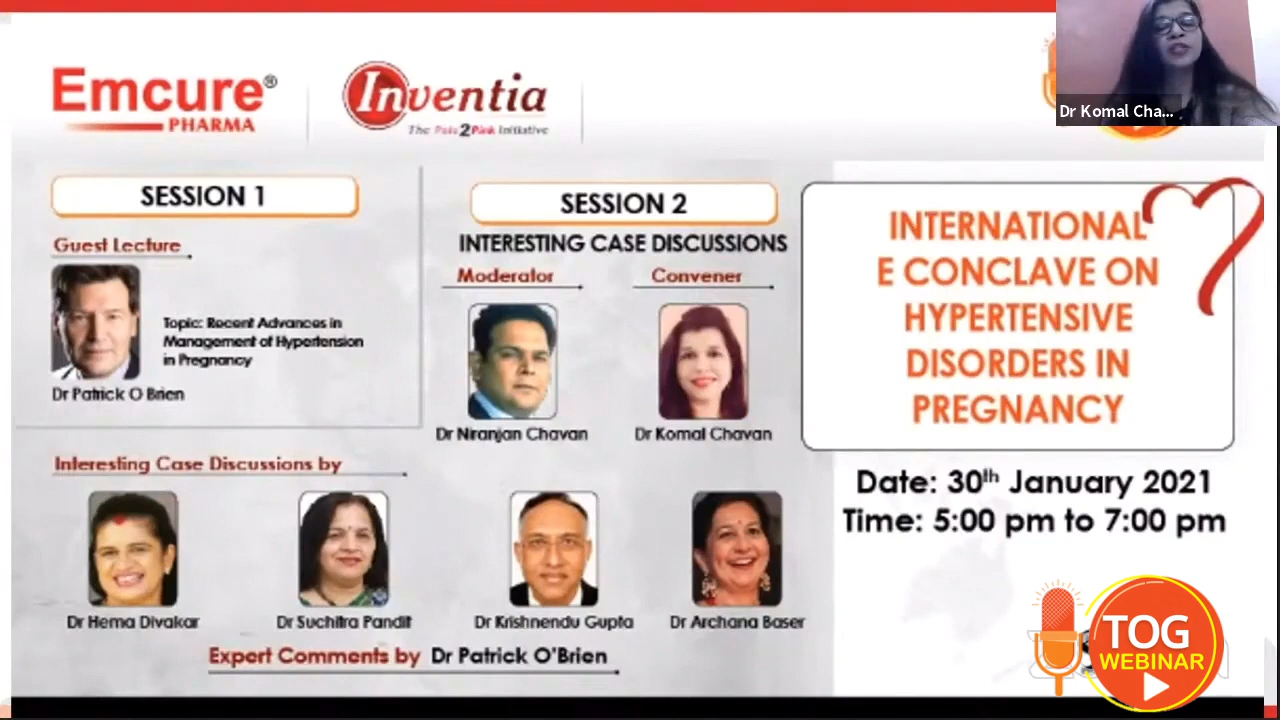 Emcure®
PHARMA
Inventia
The Pale2Pink Initiative
Dr Komal Cha...
SESSION 1
Guest Lecture
Topic: Recent Advances in
Management of Hypertension
in Pregnancy
Dr Patrick O Brien
SESSION 2
INTERESTING CASE DISCUSSIONS
Moderator
Convener
Dr Niranjan Chavan
Dr Komal Chavan
INTERNATIONAL
E CONCLAVE ON
HYPERTENSIVE
DISORDERS IN
PREGNANCY
Date: 30th January 2021
Time: 5:00 pm to 7:00 pm
Interesting Case Discussions by
Dr Hema Divakar
Dr Suchitra Pandit
Dr Krishnendu Gupta
Dr Archana Baser
Expert Comments by Dr Patrick O'Brien
TOG
WEBINAR